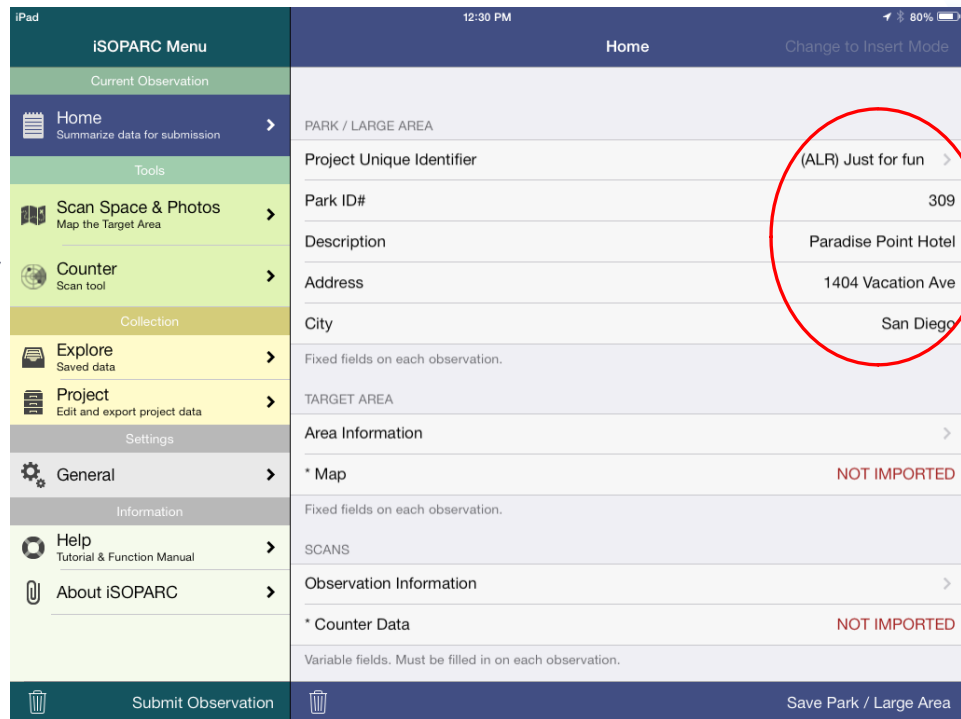 iPad 12:30 PM 80%
iSOPARC Menu
Current Observation
Home
Summarize data for submission
Tools
Scan Space & Photos
Map the Target Area
Counter
Scan tool
Collection
Explore
Saved data
Project
Edit and export project data
Settings
General
Information
Help
Tutorial & Function Manual
About iSOPARC
Submit Observation
Home Change to Insert Mode
PARK / LARGE AREA
Project Unique Identifier (ALR) Just for fun
Park ID# 309
Description Paradise Point Hotel
Address 1404 Vacation Ave
City San Diego
Fixed fields on each observation.
TARGET AREA
Area Information
* Map NOT IMPORTED
Fixed fields on each observation.
SCANS
Observation Information
* Counter Data NOT IMPORTED
Variable fields. Must be filled in on each observation.
Save Park / Large Area